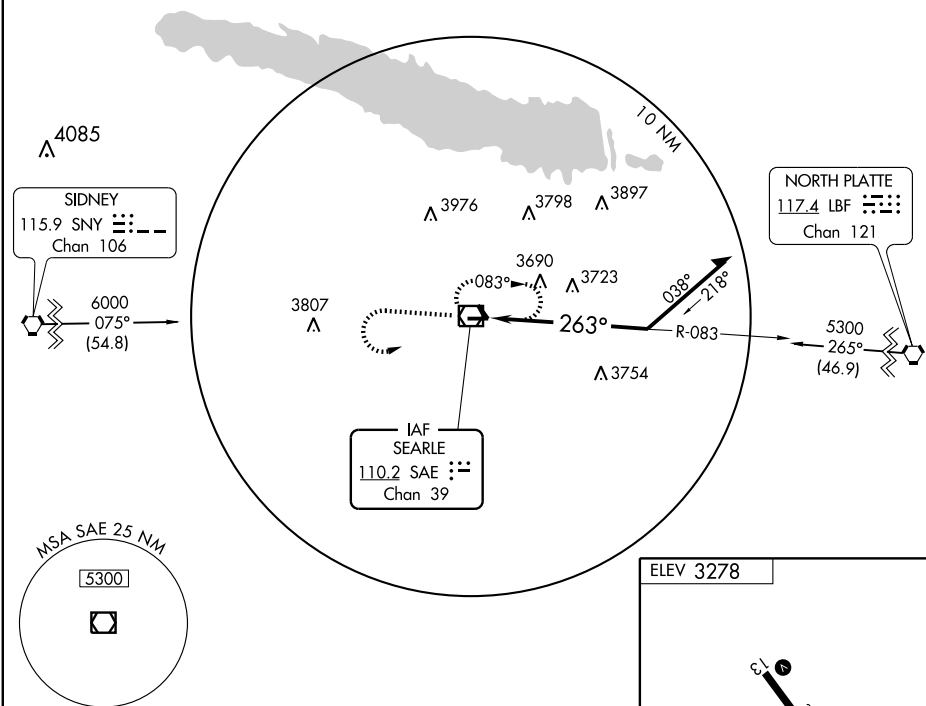 10 NM
4085
SIDNEY
115.9 SNY
Chan 106
3976
3798
3897
NORTH PLATTE
117.4 LBF
Chan 121
3690
3723
083°
038°
218°
6000
075°
(54.8)
3807
263°
R-083
5300
265°
(46.9)
3754
IAF
SEARLE
110.2 SAE
Chan 39
MSA SAE 25 NM
5300
ELEV 3278
13
V